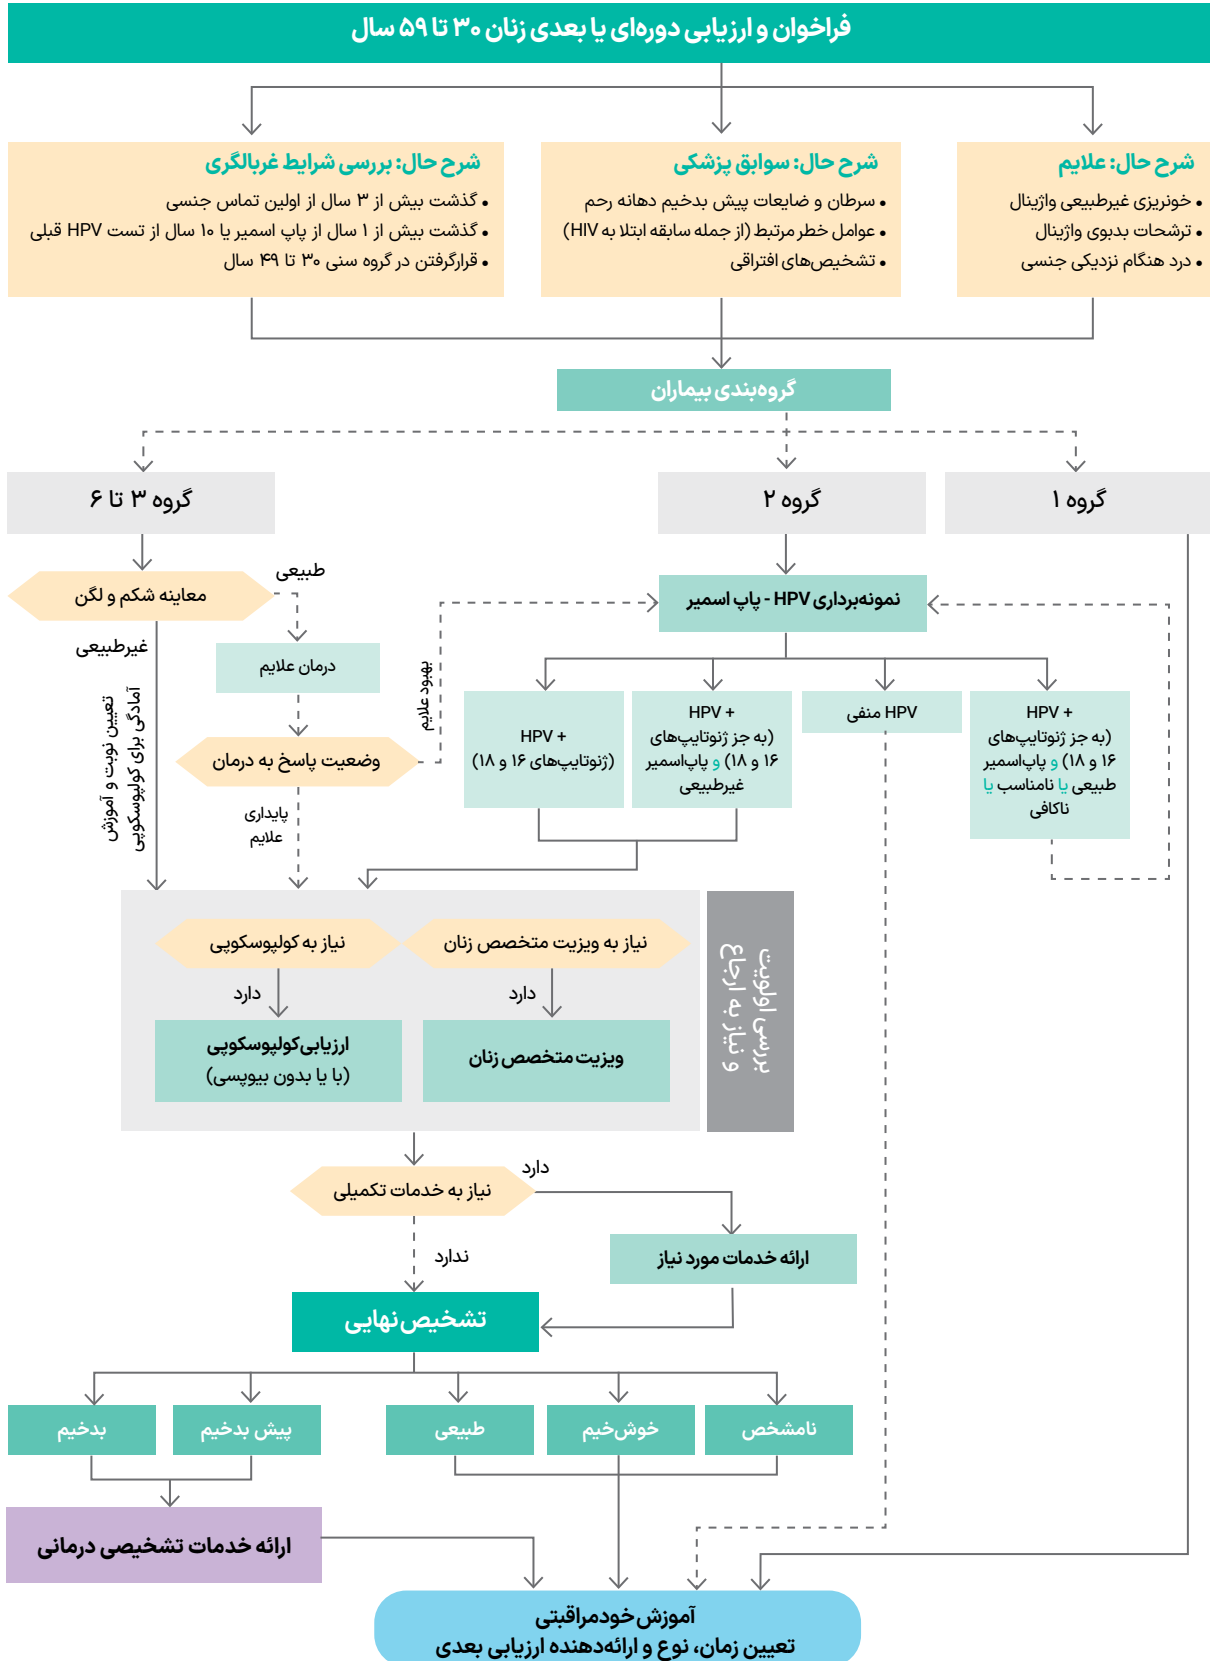 فراخوان و ارزیابی دوره‌ای یا بعدی زنان ۳۰ تا ۵۹ سال
شرح حال: علایم
• خونریزی غیرطبیعی واژینال
• ترشحات بدبوی واژینال
• درد هنگام نزدیکی جنسی
شرح حال: سوابق پزشکی
• سرطان و ضایعات پیش بدخیم دهانه رحم
• عوامل خطر مرتبط (از جمله سابقه ابتلا به HIV)
• تشخیص‌های افتراقی
شرح حال: بررسی شرایط غربالگری
• گذشت بیش از ۳ سال از اولین تماس جنسی
• گذشت بیش از ۱ سال از پاپ اسمیر یا ۱۰ سال از تست HPV قبلی
• قرارگرفتن در گروه سنی ۳۰ تا ۴۹ سال
گروه‌بندی بیماران
گروه ۱
گروه ۲
گروه ۳ تا ۶
معاینه شکم و لگن
طبیعی
غیرطبیعی
نمونه‌برداری HPV - پاپ اسمیر
درمان علایم
بهبود علایم
تعیین نوبت و آموزش
آمادگی برای کولپوسکوپی
وضعیت پاسخ به درمان
پایداری
علایم
HPV +
(به جز ژنوتایپ‌های
۱۶ و ۱۸) و پاپ‌اسمیر
طبیعی یا نامناسب یا
ناکافی
HPV منفی
HPV +
(به جز ژنوتایپ‌های
۱۶ و ۱۸) و پاپ‌اسمیر
غیرطبیعی
HPV +
(ژنوتایپ‌های ۱۶ و ۱۸)
بررسی اولویت
و نیاز به ارجاع
نیاز به ویزیت متخصص زنان
نیاز به کولپوسکوپی
دارد
دارد
ویزیت متخصص زنان
ارزیابی‌کولپوسکوپی
(با یا بدون بیوپسی)
نیاز به خدمات تکمیلی
دارد
ندارد
ارائه خدمات مورد نیاز
تشخیص نهایی
نامشخص
خوش‌خیم
طبیعی
پیش بدخیم
بدخیم
ارائه خدمات تشخیصی درمانی
آموزش خودمراقبتی
تعیین زمان، نوع و ارائه‌دهنده ارزیابی بعدی